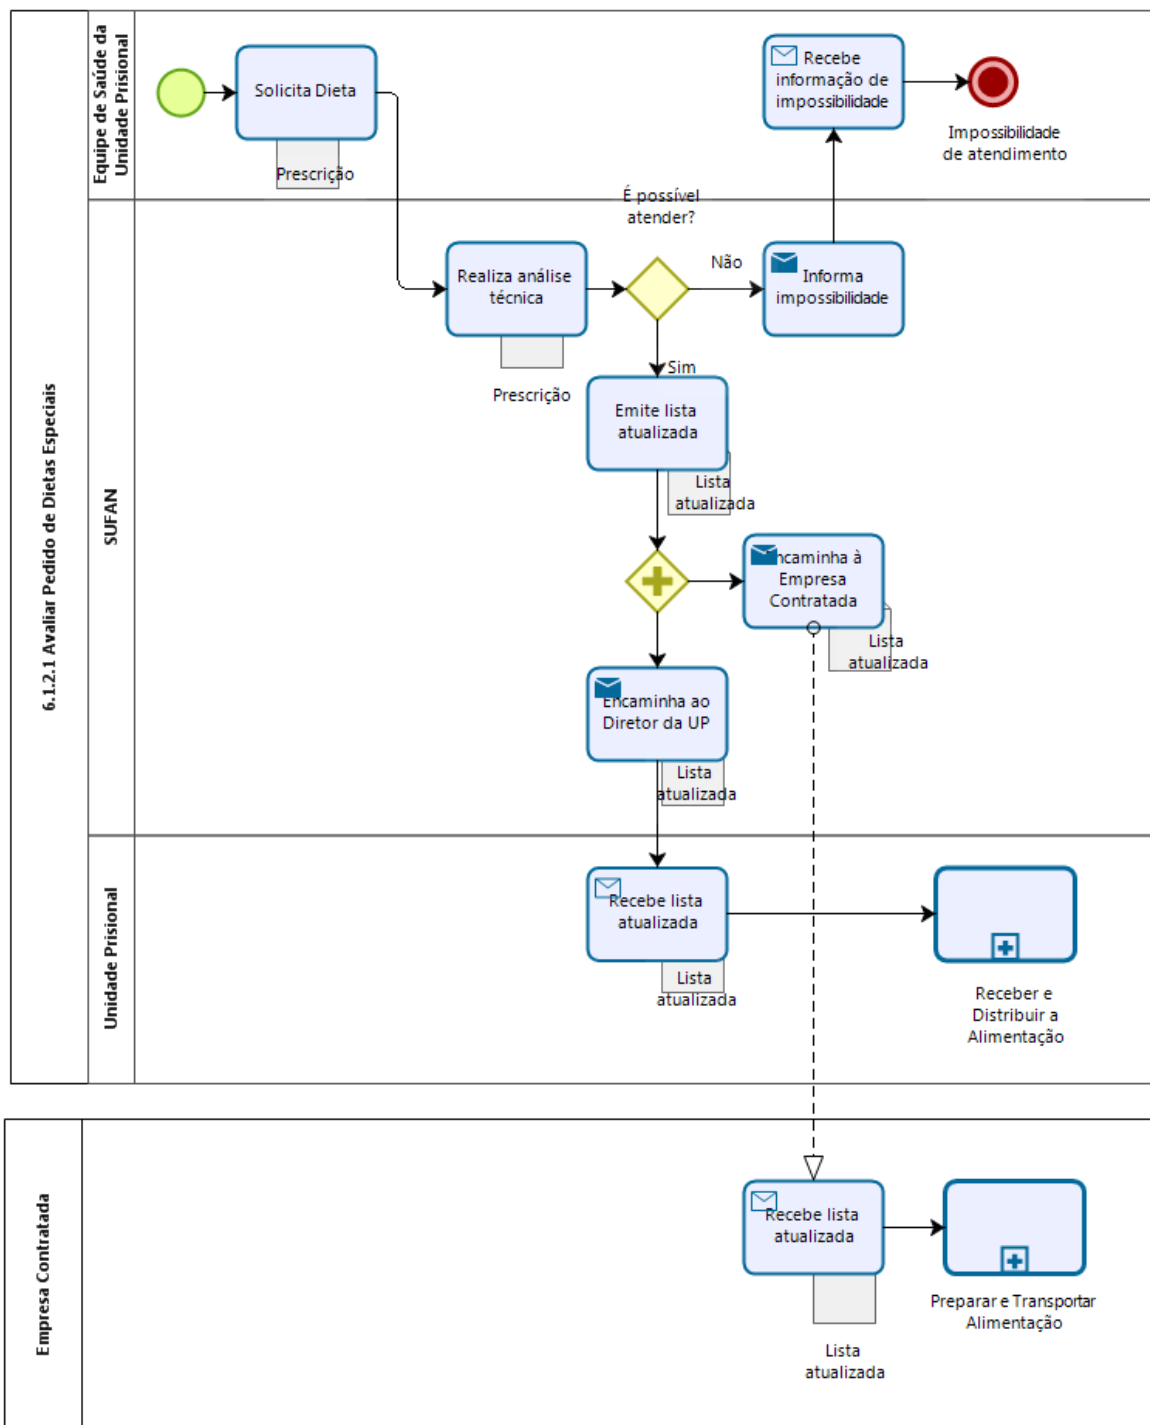 6.1.2.1 Avaliar Pedido de Dietas Especiais
Equipe de Saúde da
Unidade Prisional
Solicita Dieta
Prescrição
Recebe
informação de
impossibilidade
Impossibilidade
de atendimento
SUFAN
É possível
atender?
Realiza análise
técnica
Prescrição
Não
Informa
impossibilidade
Sim
Emite lista
atualizada
Lista
atualizada
Encaminha à
Empresa
Contratada
Lista
atualizada
Encaminha ao
Diretor da UP
Lista
atualizada
Unidade Prisional
Recebe lista
atualizada
Lista
atualizada
Receber e
Distribuir a
Alimentação
Empresa Contratada
Recebe lista
atualizada
Lista
atualizada
Preparar e Transportar
Alimentação